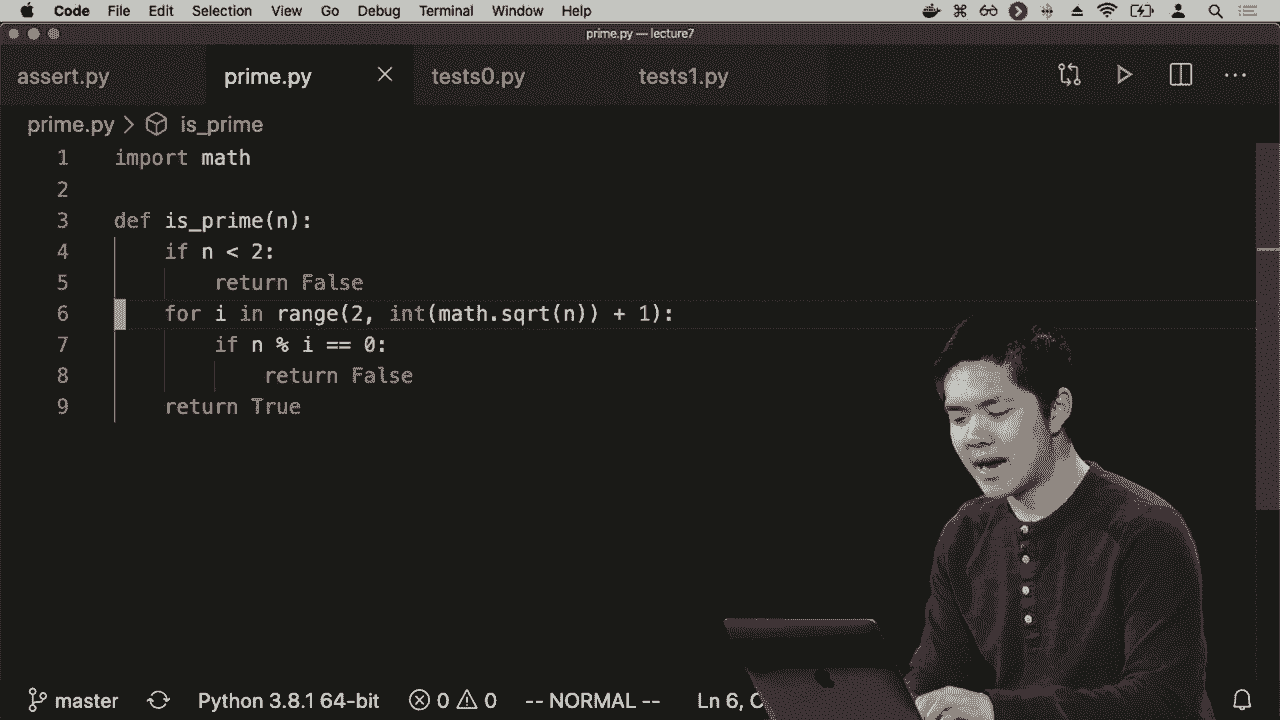 Code File Edit Selection View Go Debug Terminal Window Help
prime.py — lecture7
assert.py prime.py tests0.py tests1.py
prime.py > is_prime
1 import math
2
3 def is_prime(n):
4 if n < 2:
5 return False
6 for i in range(2, int(math.sqrt(n)) + 1):
7 if n % i == 0:
8 return False
9 return True
master Python 3.8.1 64-bit 0 0 -- NORMAL -- Ln 6, C